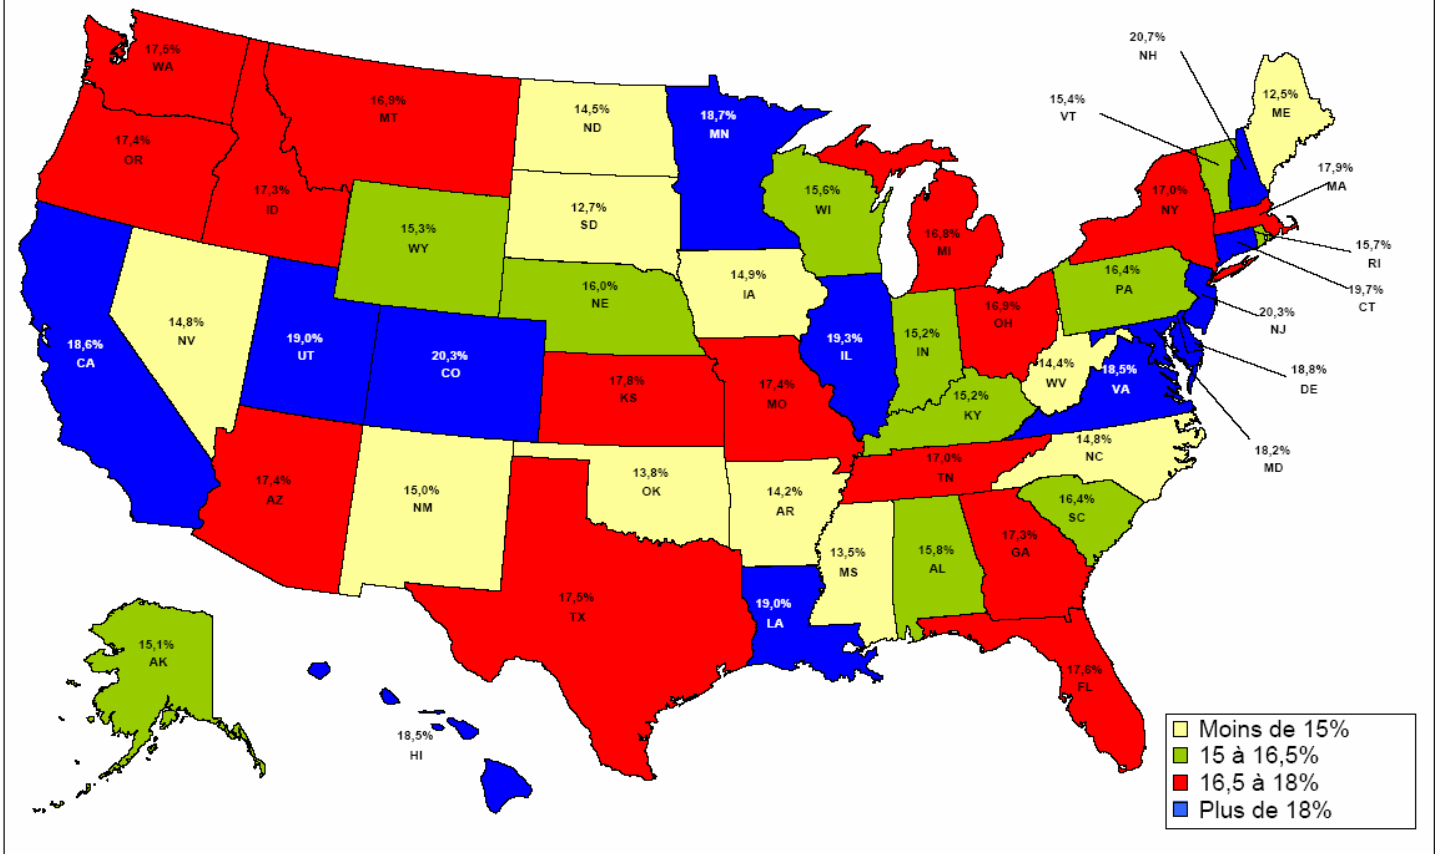 20,7%
NH
17,5%
WA
12,5%
ME
15,4%
VT
16,9%
MT
14,5%
ND
18,7%
MN
17,4%
OR
17,9%
MA
17,3%
ID
15,6%
WI
17,0%
NY
12,7%
SD
15,3%
WY
16,8%
MI
15,7%
RI
16,4%
PA
14,9%
IA
16,0%
NE
19,7%
CT
20,3%
NJ
14,8%
NV
19,0%
UT
18,6%
CA
19,3%
IL
15,2%
IN
16,9%
OH
20,3%
CO
14,4%
WV
18,5%
VA
18,8%
DE
17,8%
KS
17,4%
MO
15,2%
KY
14,8%
NC
18,2%
MD
17,0%
TN
17,4%
AZ
13,8%
OK
15,0%
NM
14,2%
AR
16,4%
SC
17,3%
GA
13,5%
MS
15,8%
AL
17,5%
TX
19,0%
LA
15,1%
AK
17,6%
FL
18,5%
HI
Moins de 15%
15 à 16,5%
16,5 à 18%
Plus de 18%